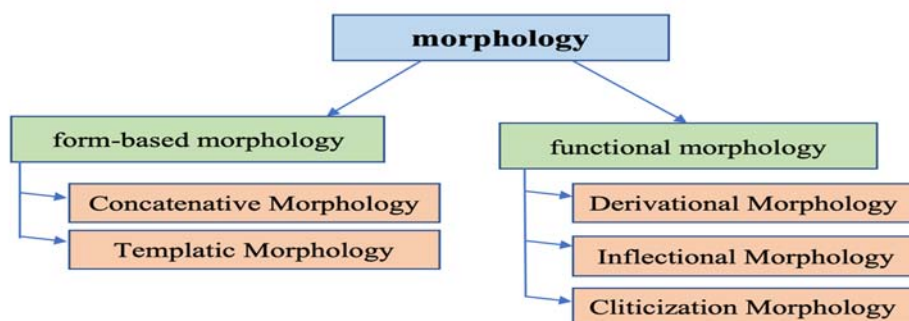 morphology
form-based morphology
Concatenative Morphology
Templatic Morphology
functional morphology
Derivational Morphology
Inflectional Morphology
Cliticization Morphology